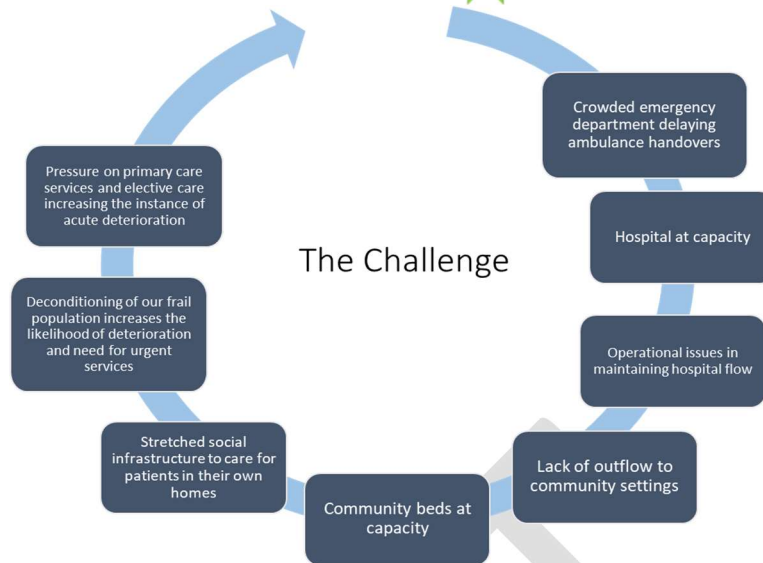 Crowded emergency
department delaying
ambulance handovers
Hospital at capacity
Operational issues in
maintaining hospital flow
Lack of outflow to
community settings
Community beds at
capacity
Stretched social
infrastructure to care for
patients in their own
homes
Deconditioning of our frail
population increases the
likelihood of deterioration
and need for urgent
services
Pressure on primary care
services and elective care
increasing the instance of
acute deterioration
The Challenge